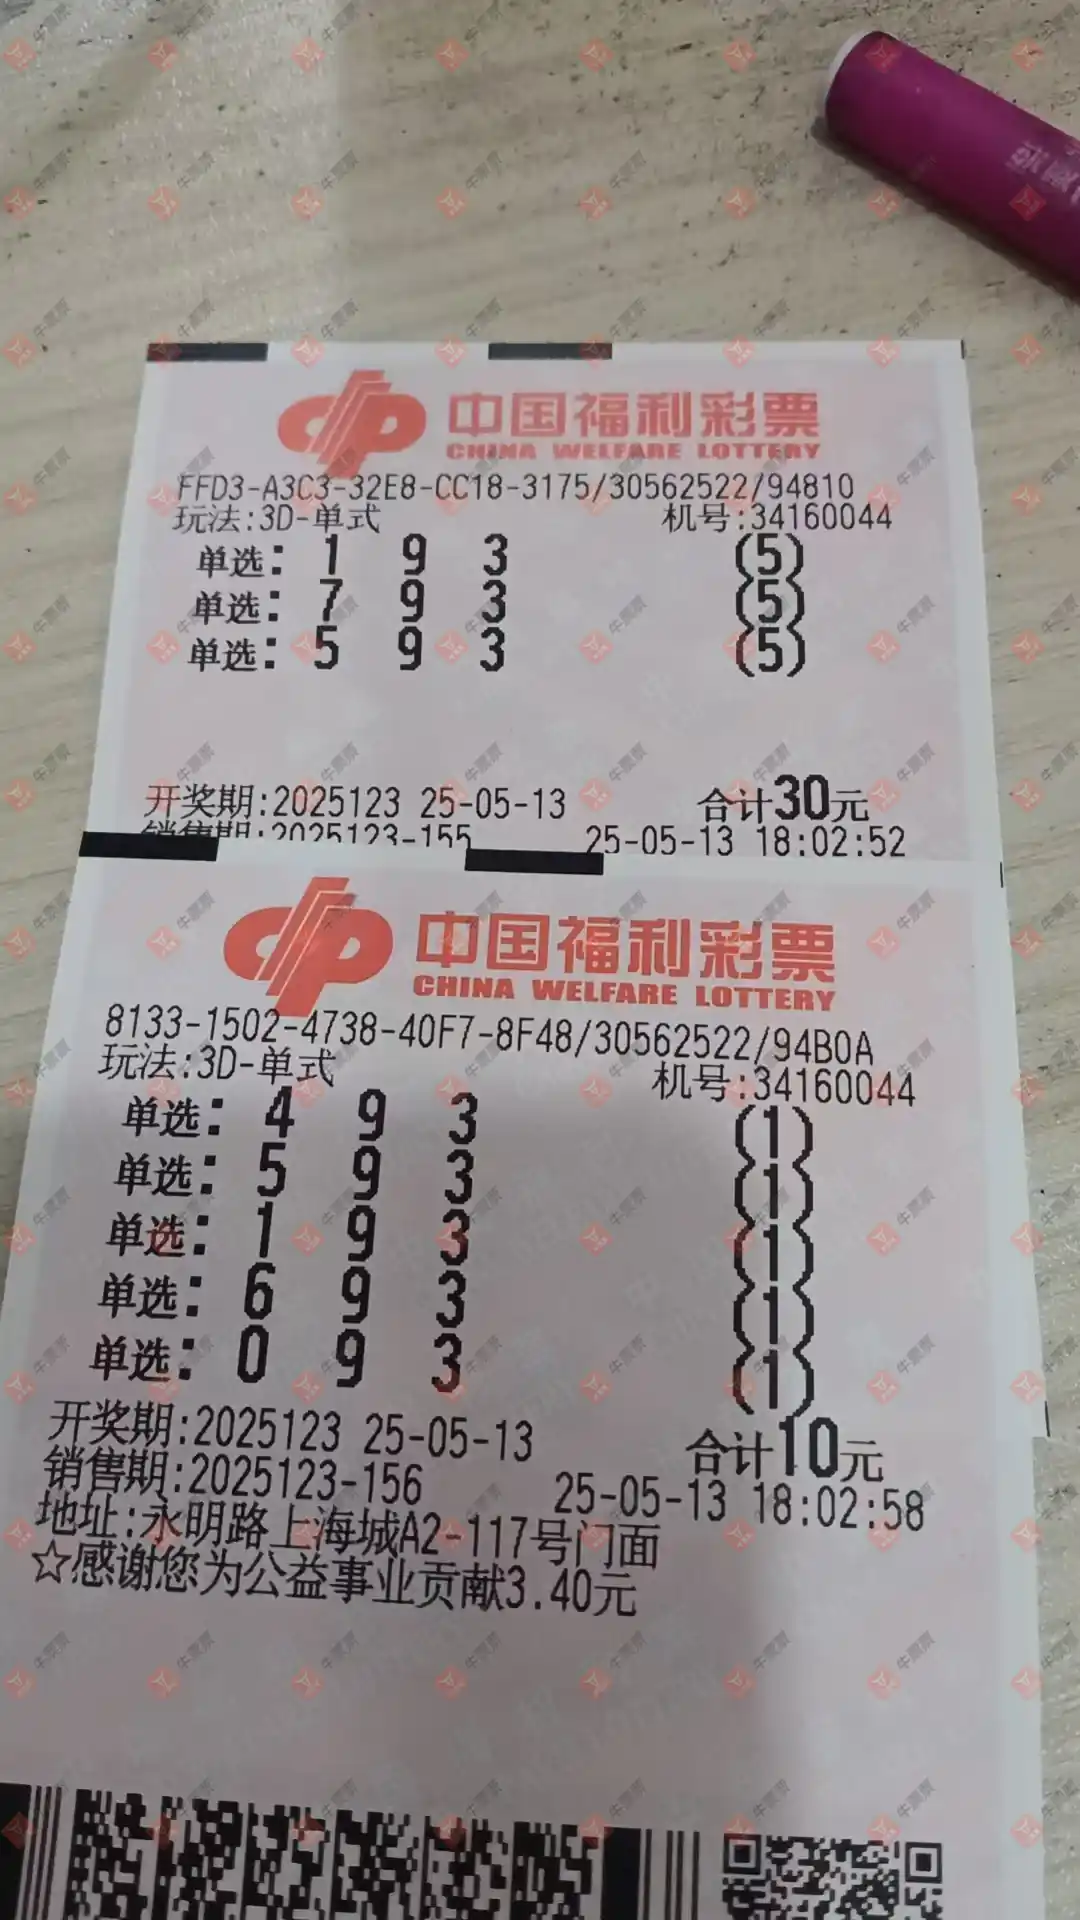 中国福利彩票
CHINA WELFARE LOTTERY
FFD3-A3C3-32E8-CC18-3175/30562522/94810
玩法:3D-单式 机号:34160044
单选: 1 9 3 (5)
单选: 7 9 3 (5)
单选: 5 9 3 (5)
开奖期:2025123 25-05-13 合计30元
销售期:2025123-155 25-05-13 18:02:52
中国福利彩票
CHINA WELFARE LOTTERY
8133-1502-4738-40F7-8F48/30562522/94B0A
玩法:3D-单式 机号:34160044
单选: 4 9 3 (1)
单选: 5 9 3 (1)
单选: 1 9 3 (1)
单选: 6 9 3 (1)
单选: 0 9 3 (1)
开奖期:2025123 25-05-13 合计10元
销售期:2025123-156 25-05-13 18:02:58
地址:永明路上海城A2-117号门面
☆感谢您为公益事业贡献3.40元
牛票票